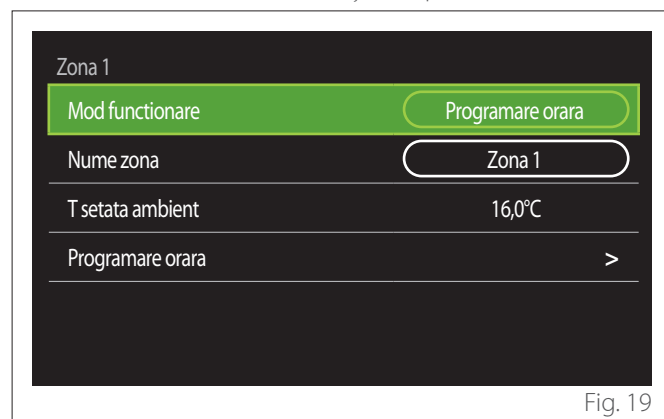 Zona 1
Mod functionare Programare orara
Nume zona Zona 1
T setata ambient 16,0°C
Programare orara >
Fig. 19